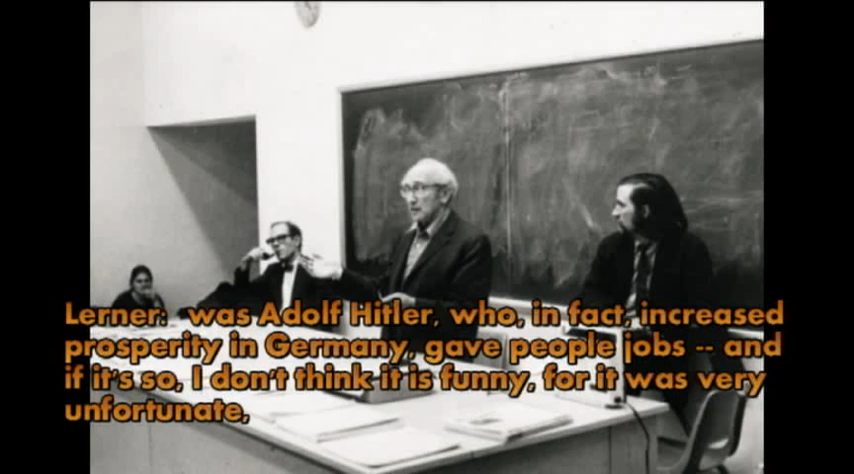 Lerner: was Adolf Hitler, who, in fact, increased
prosperity in Germany, gave people jobs -- and
if it's so, I don't think it is funny, for it was very
unfortunate,